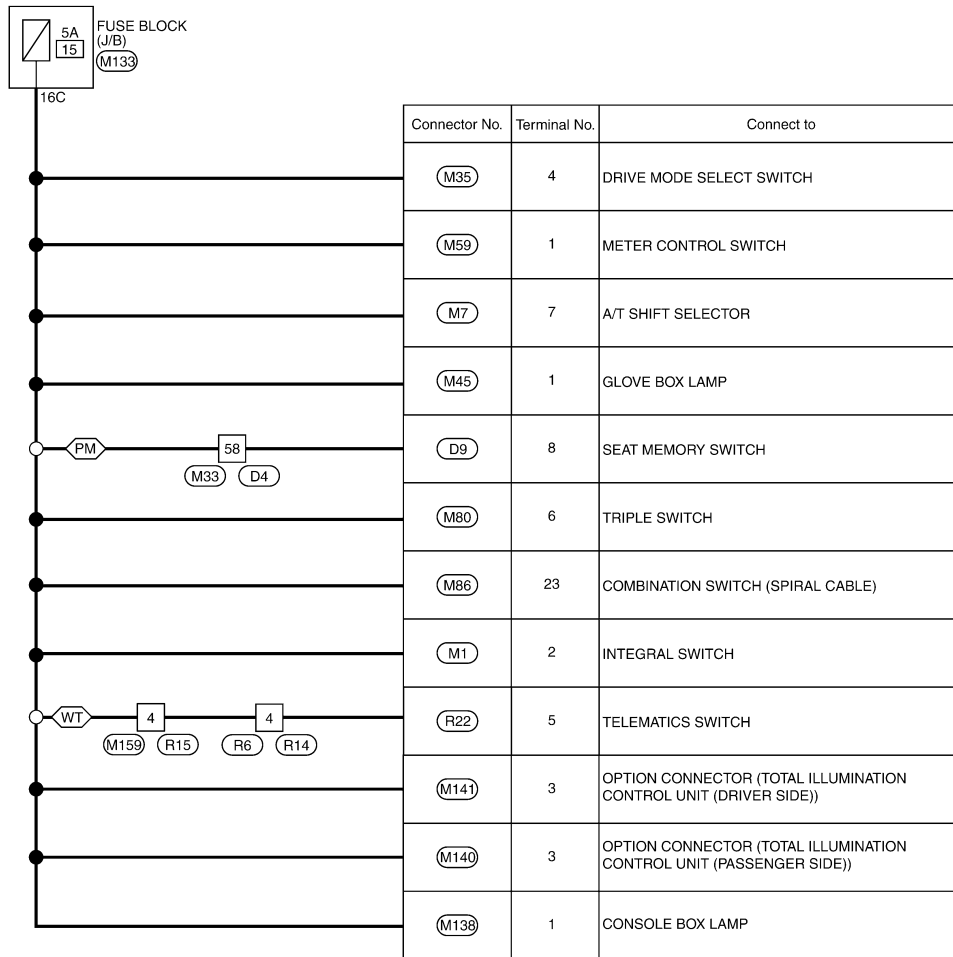 5A
15
FUSE BLOCK
(J/B)
M133
16C
Connector No. Terminal No. Connect to
M35 4 DRIVE MODE SELECT SWITCH
M59 1 METER CONTROL SWITCH
M7 7 A/T SHIFT SELECTOR
M45 1 GLOVE BOX LAMP
PM 58 D9 8 SEAT MEMORY SWITCH
M33 D4
M80 6 TRIPLE SWITCH
M86 23 COMBINATION SWITCH (SPIRAL CABLE)
M1 2 INTEGRAL SWITCH
WT 4 4 R22 5 TELEMATICS SWITCH
M159 R15 R6 R14
M141 3 OPTION CONNECTOR (TOTAL ILLUMINATION
CONTROL UNIT (DRIVER SIDE))
M140 3 OPTION CONNECTOR (TOTAL ILLUMINATION
CONTROL UNIT (PASSENGER SIDE))
M138 1 CONSOLE BOX LAMP